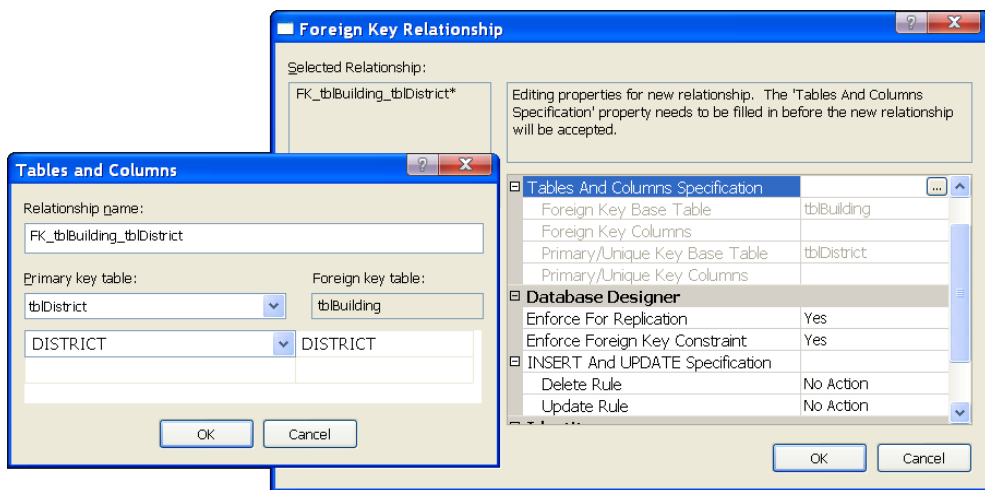 Foreign Key Relationship
Selected Relationship:
FK_tblBuilding_tblDistrict*
Editing properties for new relationship. The 'Tables And Columns
Specification' property needs to be filled in before the new relationship
will be accepted.
Tables And Columns Specification ...
Foreign Key Base Table tblBuilding
Foreign Key Columns
Primary/Unique Key Base Table tblDistrict
Primary/Unique Key Columns
Database Designer
Enforce For Replication Yes
Enforce Foreign Key Constraint Yes
INSERT And UPDATE Specification
Delete Rule No Action
Update Rule No Action
OK Cancel
Tables and Columns
Relationship name:
FK_tblBuilding_tblDistrict
Primary key table: Foreign key table:
tblDistrict tblBuilding
DISTRICT DISTRICT
OK Cancel